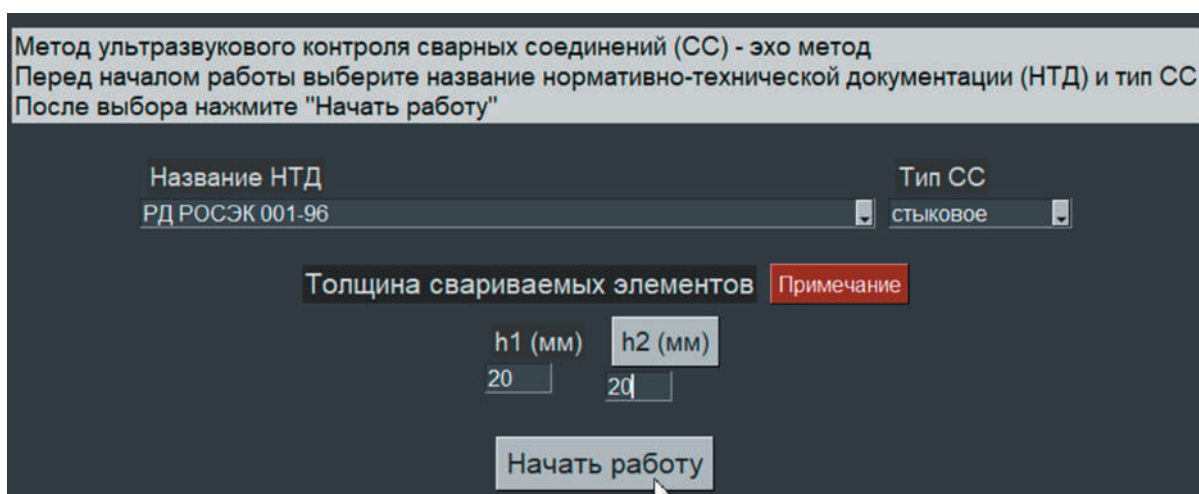 Метод ультразвукового контроля сварных соединений (СС) - эхо метод
Перед началом работы выберите название нормативно-технической документации (НТД) и тип СС
После выбора нажмите "Начать работу"
Название НТД Тип СС
РД РОСЭК 001-96 стыковое
Толщина свариваемых элементов Примечание
h1 (мм) h2 (мм)
20 20
Начать работу